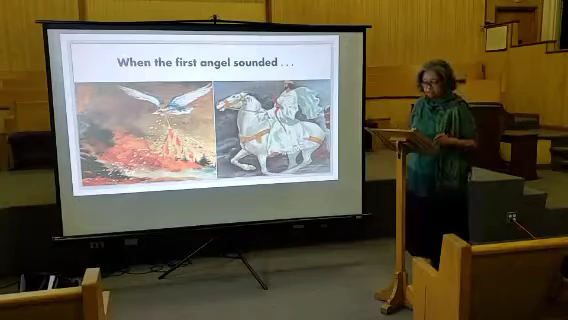 When the first angel sounded . . .